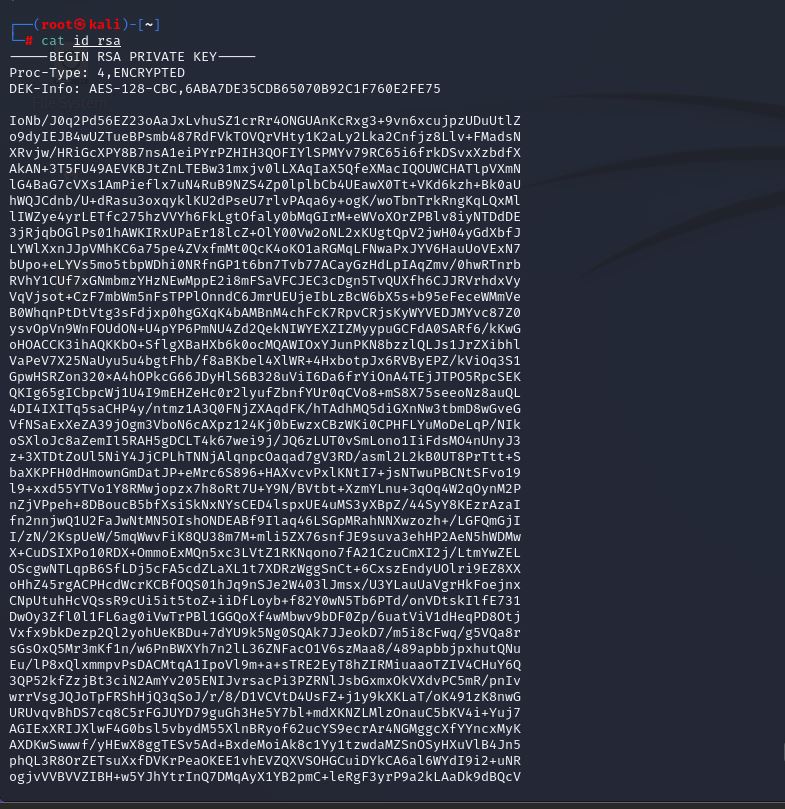 ┌──(root㉿kali)-[~]
└─# cat id_rsa
-----BEGIN RSA PRIVATE KEY-----
Proc-Type: 4,ENCRYPTED
DEK-Info: AES-128-CBC,6ABA7DE35CDB65070B92C1F760E2FE75
IoNb/J0q2Pd56EZ23oAaJxLvhuSZ1crRr4ONGUAnKcRxg3+9vn6xcujpzUDuUtlZ
o9dyIEJB4wUZTueBPsmb487RdFVkTOVQrVHty1K2aLy2Lka2Cnfjz8Llv+FMadsN
XRvjw/HRiGcXPY8B7nsA1eiPYrPZHIH3QOFIYlSPMYv79RC65i6frkDSvxXzbdfX
AkAN+3T5FU49AEVKBJtZnLTEBw31mxjv0lLXAqIaX5QfeXMacIQOUWCHATlpVXmN
lG4BaG7cVXs1AmPieflx7uN4RuB9NZS4Zp0lplbCb4UEawX0Tt+VKd6kzh+Bk0aU
hWQJCdnb/U+dRasu3oxqyklKU2dPseU7rlvPAqa6y+ogK/woTbnTrkRngKqLQxMl
lIWZye4yrLETfc275hzVVYh6FkLgtOfaly0bMqGIrM+eWVoXOrZPBlv8iyNTDdDE
3jRjqbOGlPs01hAWKIRxUPaEr18lcZ+OlY00Vw2oNL2xKUgtQpV2jwH04yGdXbfJ
LYWlXxnJJpVMhKC6a75pe4ZVxfmMt0QcK4oKO1aRGMqLFNwaPxJYV6HauUoVExN7
bUpo+eLYVs5mo5tbpWDhi0NRfnGP1t6bn7Tvb77ACayGzHdLpIAqZmv/0hwRTnrb
RVhY1CUf7xGNmbmzYHzNEwMppE2i8mFSaVFCJEC3cDgn5TvQUXfh6CJJRVrhdxVy
VqVjsot+CzF7mbWm5nFsTPPlOnndC6JmrUEUjeIbLzBcW6bX5s+b95eFeceWMmVe
B0WhqnPtDtVtg3sFdjxp0hgGXqK4bAMBnM4chFcK7RpvCRjsKyWYVEDJMYvc87Z0
ysvOpVn9WnFOUdON+U4pYP6PmNU4Zd2QekNIWYEXZIZMyypuGCFdA0SARf6/kKwG
oHOACCK3ihAQKKbO+SflgXBaHXb6k0ocMQAWIOxYJunPKN8bzzlQLJs1JrZXibhl
VaPeV7X25NaUyu5u4bgtFhb/f8aBKbel4XlWR+4HxbotpJx6RVByEPZ/kViOq3S1
GpwHSRZon320xA4hOPkcG66JDyHlS6B328uViI6Da6frYiOnA4TEjJTPO5RpcSEK
QKIg65gICbpcWj1U4I9mEHZeHc0r2lyufZbnfYUr0qCVo8+mS8X75seeoNz8auQL
4DI4IXITq5saCHP4y/ntmz1A3Q0FNjZXAqdFK/hTAdhMQ5diGXnNw3tbmD8wGveG
VfNSaExXeZA39jOgm3VboN6cAXpz124Kj0bEwzxCBzWKi0CPHFLYuMoDeLqP/NIk
oSXloJc8aZemIl5RAH5gDCLT4k67wei9j/JQ6zLUT0vSmLono1IiFdsMO4nUnyJ3
z+3XTDtZoUl5NiY4JjCPLhTNNjAlqnpcOaqad7gV3RD/asml2L2kB0UT8PrTtt+S
baXKPFH0dHmownGmDatJP+eMrc6S896+HAXvcvPxlKNtI7+jsNTwuPBCNtSFvo19
l9+xxd55YTVo1Y8RMwjopzx7h8oRt7U+Y9N/BVtbt+XzmYLnu+3qOq4W2qOynM2P
nZjVPpeh+8DBoucB5bfXsiSkNxNYsCED4lspxUE4uMS3yXBpZ/44SyY8KEzrAzaI
fn2nnjwQ1U2FaJwNtMN5OIshONDEABf9Ilaq46LSGpMRahNNXwzozh+/LGFQmGjI
I/zN/2KspUeW/5mqWwvFiK8QU38m7M+mli5ZX76snfJE9suva3ehHP2AeN5hWDMw
X+CuDSIXPo10RDX+OmmoExMQn5xc3LVtZ1RKNqono7fA21CzuCmXI2j/LtmYwZEL
OScgwNTLqpB6SfLDj5cFA5cdZLaXL1t7XDRzWggSnCt+6CxszEndyUOlri9EZ8XX
oHhZ45rgACPHcdWcrKCBfOQS01hJq9nSJe2W403lJmsx/U3YLauUaVgrHkFoejnx
CNpUtuhHcVQssR9cUi5it5toZ+iiDfLoyb+f82Y0wN5Tb6PTd/onVDtskIlfE731
DwOy3Zfl0l1FL6ag0iVwTrPBl1GGQoXf4wMbwv9bDF0Zp/6uatViV1dHeqPD8Otj
Vxfx9bkDezp2Ql2yohUeKBDu+7dYU9k5Ng0SQAk7JJeokD7/m5i8cFwq/g5VQa8r
sGsOxQ5Mr3mKf1n/w6PnBWXYh7n2lL36ZNFacO1V6szMaa8/489apbbjpxhutQNu
Eu/lP8xQlxmmpvPsDACMtqA1IpoVl9m+a+sTRE2EyT8hZIRMiuaaoTZIV4CHuY6Q
3QP52kfZzjBt3ciN2AmYv205ENIJvrsacPi3PZRNlJsbGxmxOkVXdvPC5mR/pnIv
wrrVsgJQJoTpFRShHjQ3qSoJ/r/8/D1VCVtD4UsFZ+j1y9kXKLaT/oK491zK8nwG
URUvqvBhDS7cq8C5rFGJUYD79guGh3He5Y7bl+mdXKNZLMlzOnauC5bKV4i+Yuj7
AGIExXRIJXlwF4G0bsl5vbydM55XlnBRyof62ucYS9ecrAr4NGMggcXfYYncxMyK
AXDKwSwwwf/yHEwX8ggTESv5Ad+BxdeMoiAk8c1Yy1tzwdaMZSnOSyHXuVlB4Jn5
phQL3R8OrZETsuXxfDVKrPeaOKEE1vhEVZQXVSOHGCuiDYkCA6al6WYdI9i2+uNR
ogjvVVBVVZIBH+w5YJhYtrInQ7DMqAyX1YB2pmC+leRgF3yrP9a2kLAaDk9dBQcV